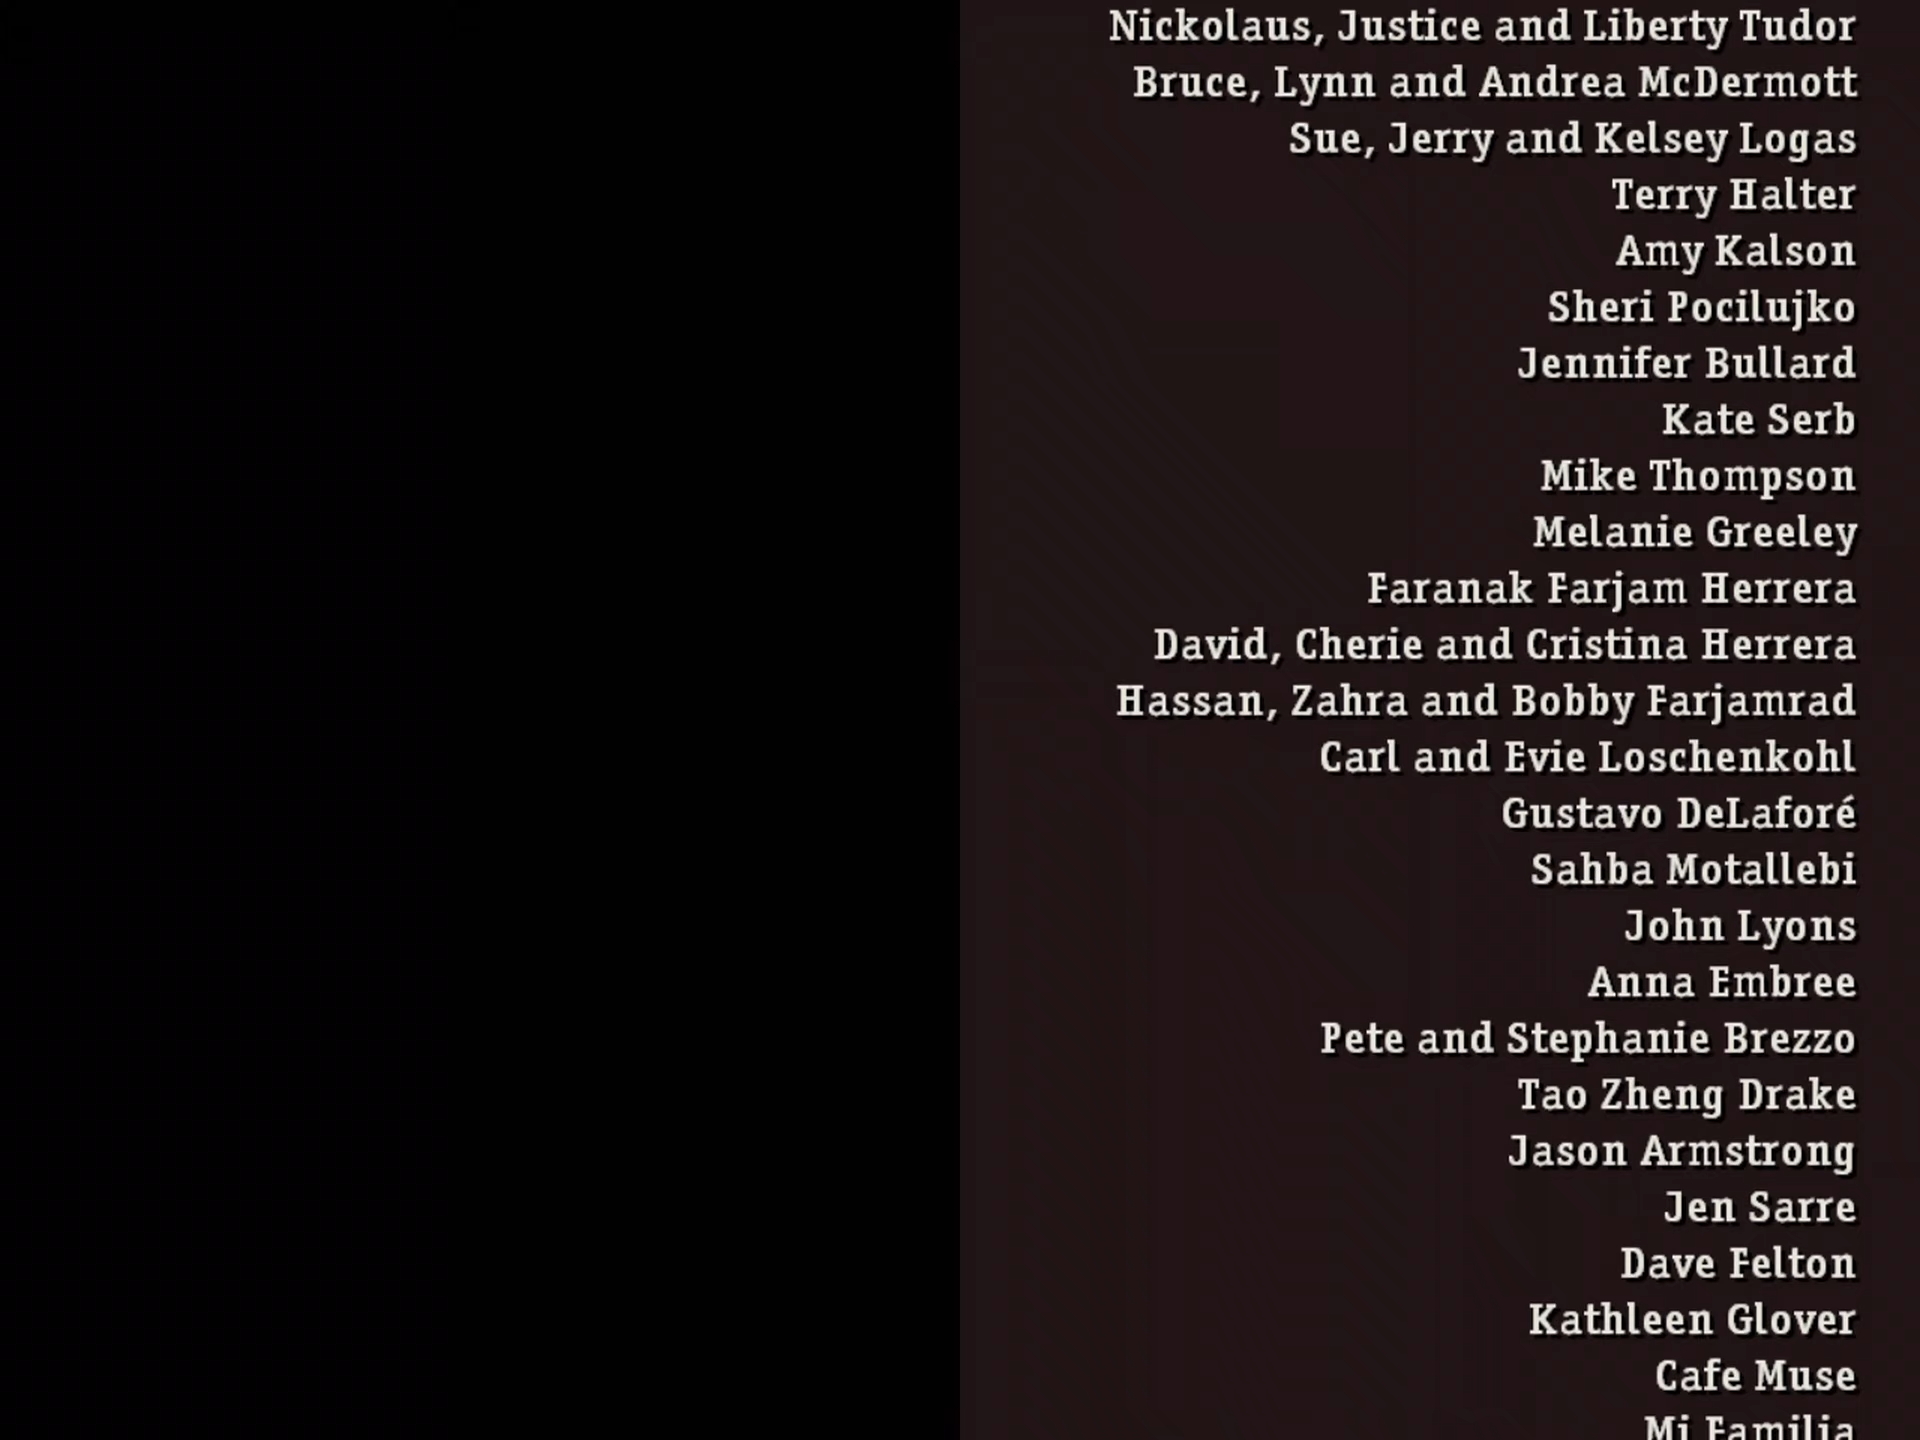 Nickolaus, Justice and Liberty Tudor
Bruce, Lynn and Andrea McDermott
Sue, Jerry and Kelsey Logas
Terry Halter
Amy Kalson
Sheri Pocilujko
Jennifer Bullard
Kate Serb
Mike Thompson
Melanie Greeley
Faranak Farjam Herrera
David, Cherie and Cristina Herrera
Hassan, Zahra and Bobby Farjamrad
Carl and Evie Loschenkohl
Gustavo DeLaforé
Sahba Motallebi
John Lyons
Anna Embree
Pete and Stephanie Brezzo
Tao Zheng Drake
Jason Armstrong
Jen Sarre
Dave Felton
Kathleen Glover
Cafe Muse
Mi Familia